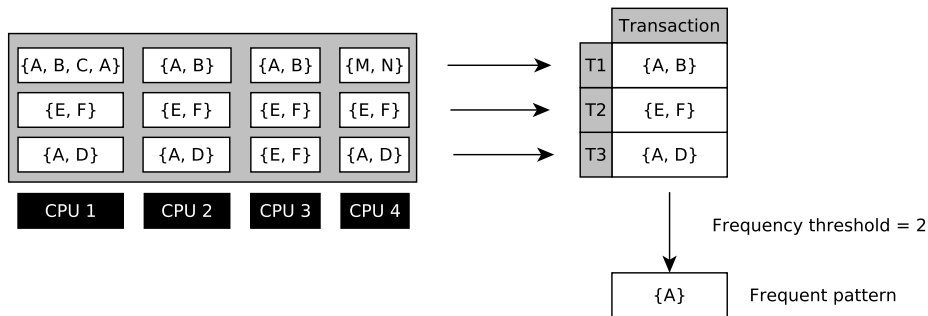 Transaction
{A, B, C, A} {A, B} {A, B} {M, N} T1 {A, B}
{E, F} {E, F} {E, F} {E, F} T2 {E, F}
{A, D} {A, D} {E, F} {A, D} T3 {A, D}
CPU 1 CPU 2 CPU 3 CPU 4
Frequency threshold = 2
{A} Frequent pattern